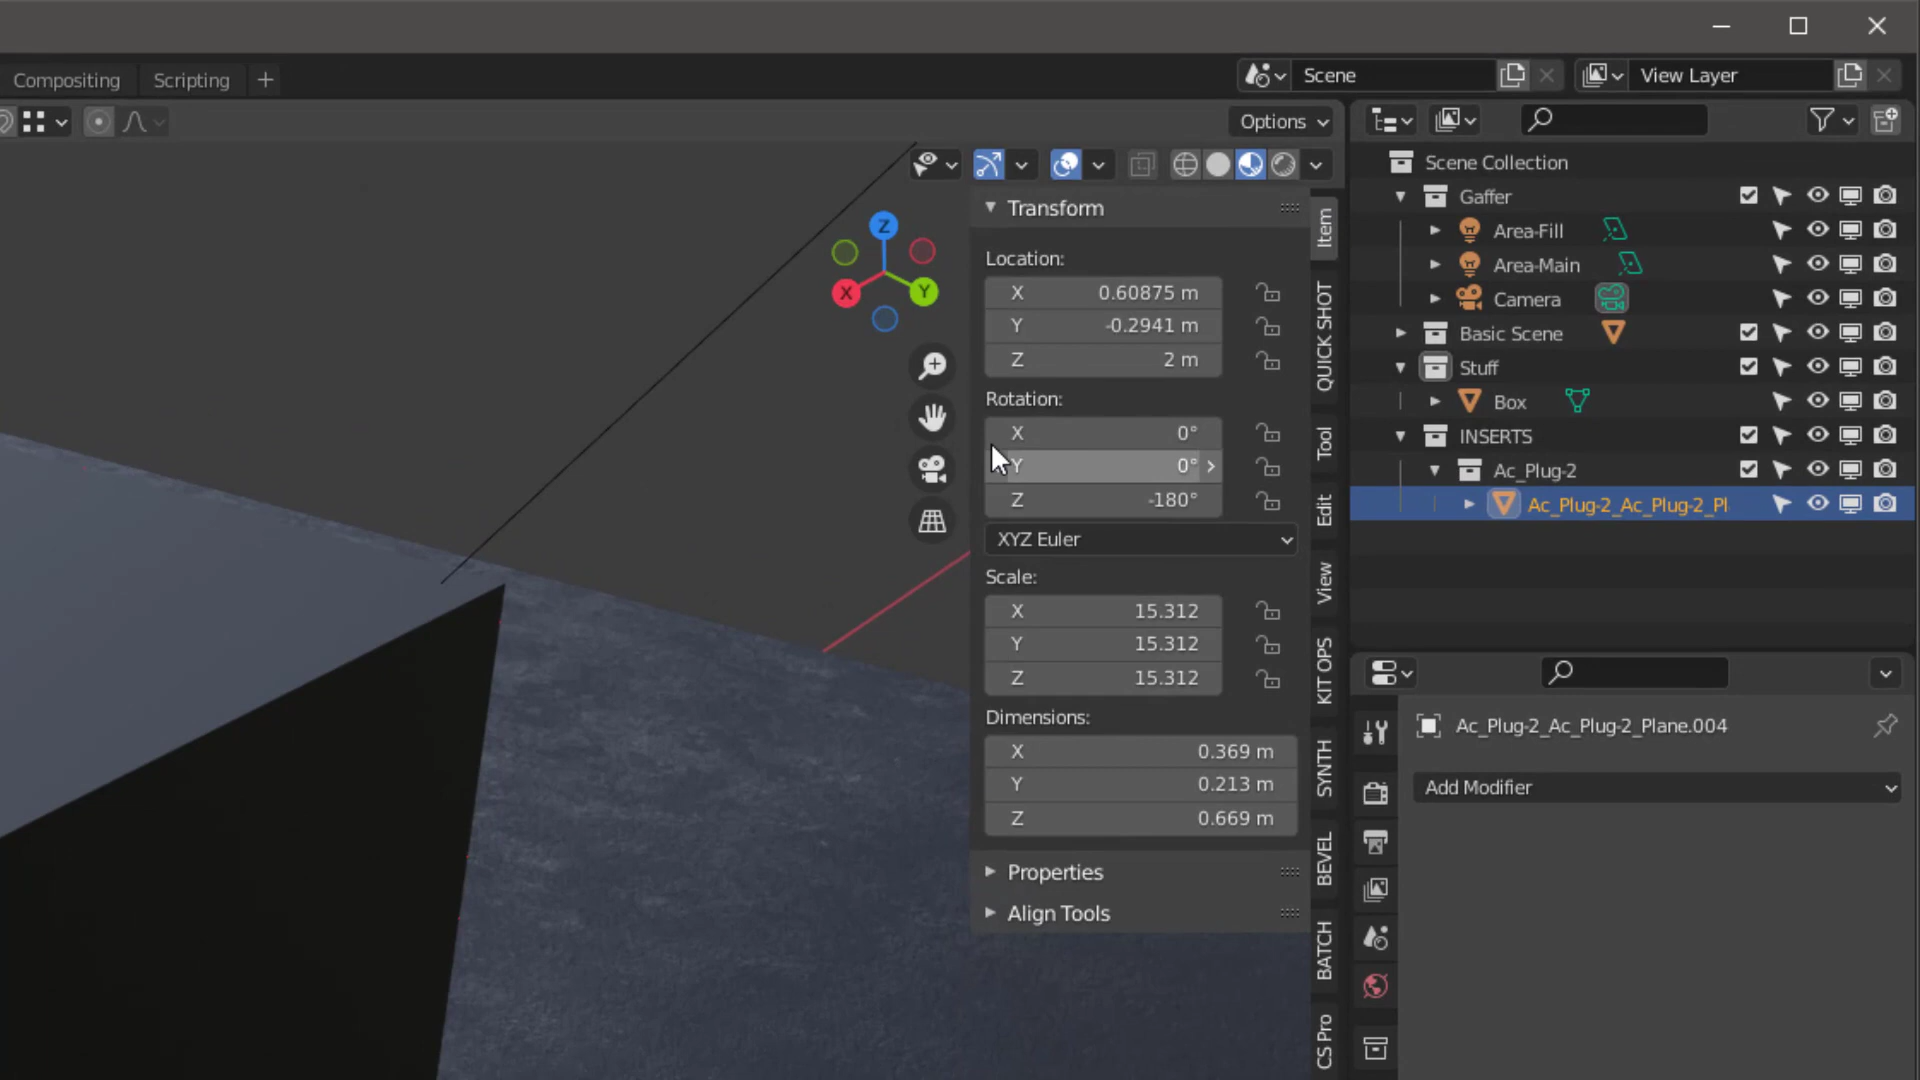 Compositing Scripting +
Scene
View Layer
Options
Transform
Location:
X 0.60875 m
Y -0.2941 m
Z 2 m
Rotation:
X 0°
Y 0°
Z -180°
XYZ Euler
Scale:
X 15.312
Y 15.312
Z 15.312
Dimensions:
X 0.369 m
Y 0.213 m
Z 0.669 m
Properties
Align Tools
Z
X
Y
Item
QUICK SHOT
Tool
Edit
View
KIT OPS
SYNTH
BEVEL
BATCH
CS Pro
Scene Collection
Gaffer
Area-Fill
Area-Main
Camera
Basic Scene
Stuff
Box
INSERTS
Ac_Plug-2
Ac_Plug-2_Ac_Plug-2_Pl
Ac_Plug-2_Ac_Plug-2_Plane.004
Add Modifier